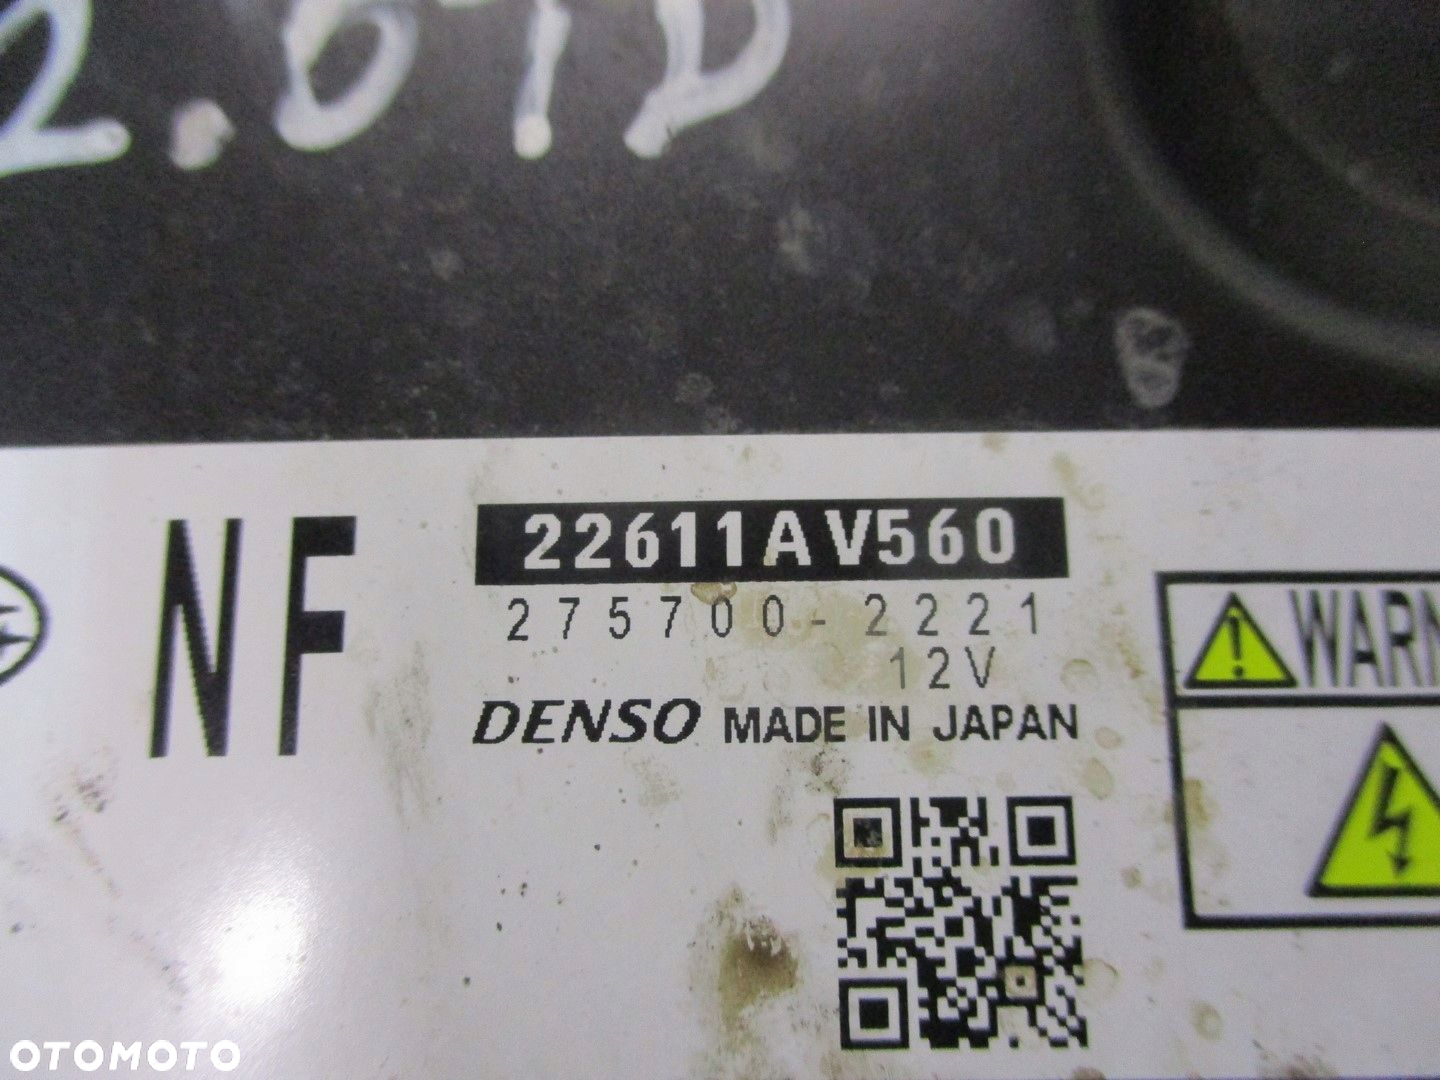 2.0TD
NF
22611AV560
275700-2221
12V
DENSO MADE IN JAPAN
WARN
OTOMOTO